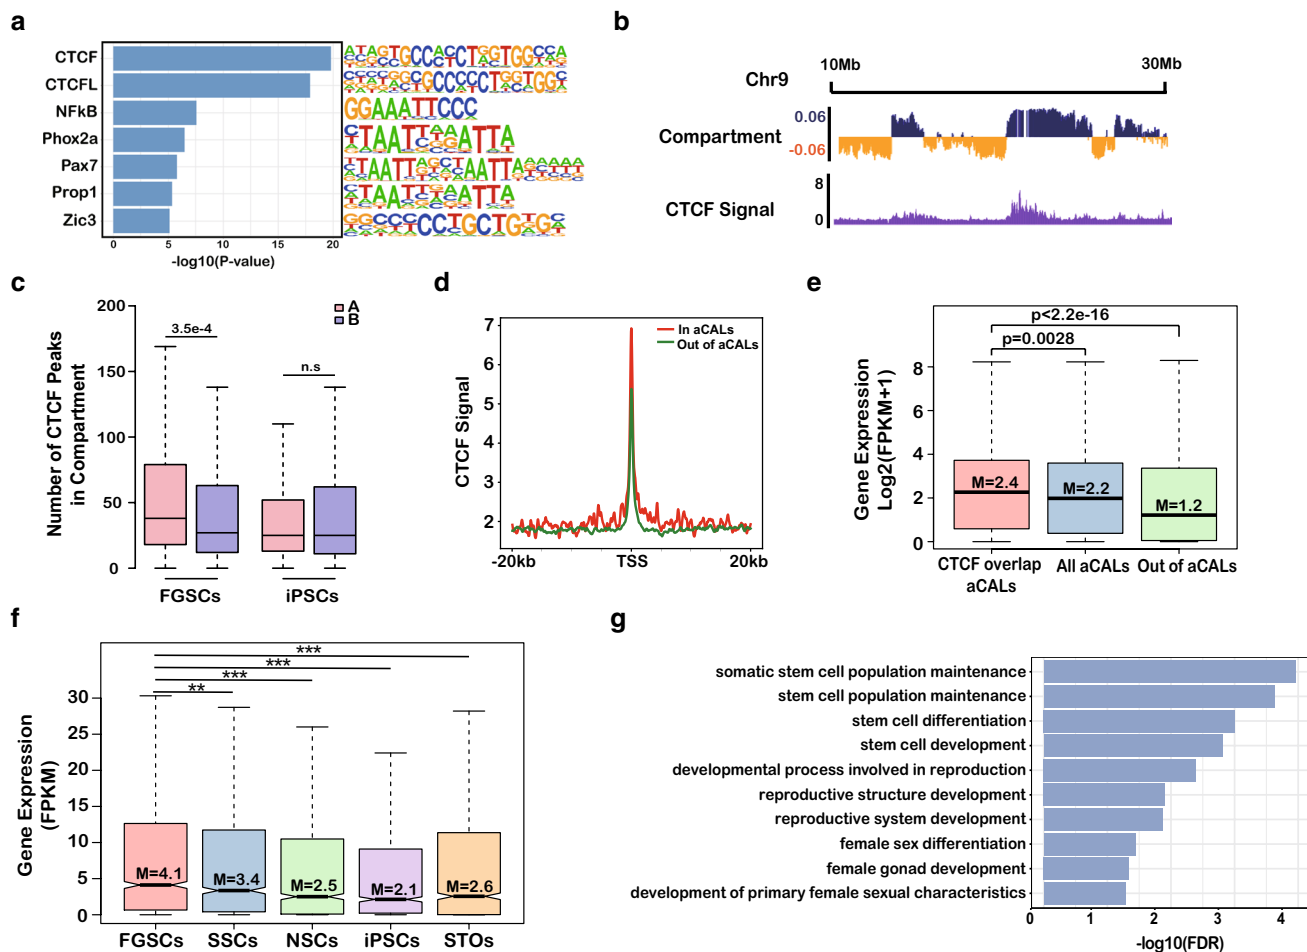 a
CTCF
CTCFL
NFkB
Phox2a
Pax7
Prop1
Zic3
0 5 10 15 20
-log10(P-value)
GGAAATTCCC
b
10Mb 30Mb
Chr9
Compartment
0.06
-0.06
CTCF Signal
8
0
c
Number of CTCF Peaks
in Compartment
200
150
100
50
0
A
B
3.5e-4
n.s
FGSCs iPSCs
d
CTCF Signal
7
6
5
4
3
2
In aCALs
Out of aCALs
-20kb TSS 20kb
e
Gene Expression
Log2(FPKM+1)
8
6
4
2
0
p<2.2e-16
p=0.0028
M=2.4
M=2.2
M=1.2
CTCF overlap
aCALs
All aCALs
Out of aCALs
f
Gene Expression
(FPKM)
30
25
20
15
10
5
0
***
***
***
**
M=4.1
M=3.4
M=2.5
M=2.1
M=2.6
FGSCs SSCs NSCs iPSCs STOs
g
somatic stem cell population maintenance
stem cell population maintenance
stem cell differentiation
stem cell development
developmental process involved in reproduction
reproductive structure development
reproductive system development
female sex differentiation
female gonad development
development of primary female sexual characteristics
0 1 2 3 4
-log10(FDR)